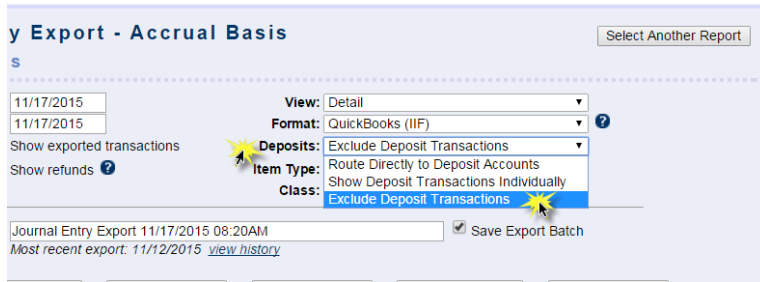 y Export - Accrual Basis
Select Another Report
s
11/17/2015 View: Detail
11/17/2015 Format: QuickBooks (IIF) ?
Show exported transactions Deposits: Exclude Deposit Transactions
Show refunds ? Item Type: Route Directly to Deposit Accounts
Class: Show Deposit Transactions Individually
Exclude Deposit Transactions
Journal Entry Export 11/17/2015 08:20AM Save Export Batch
Most recent export: 11/12/2015 view history